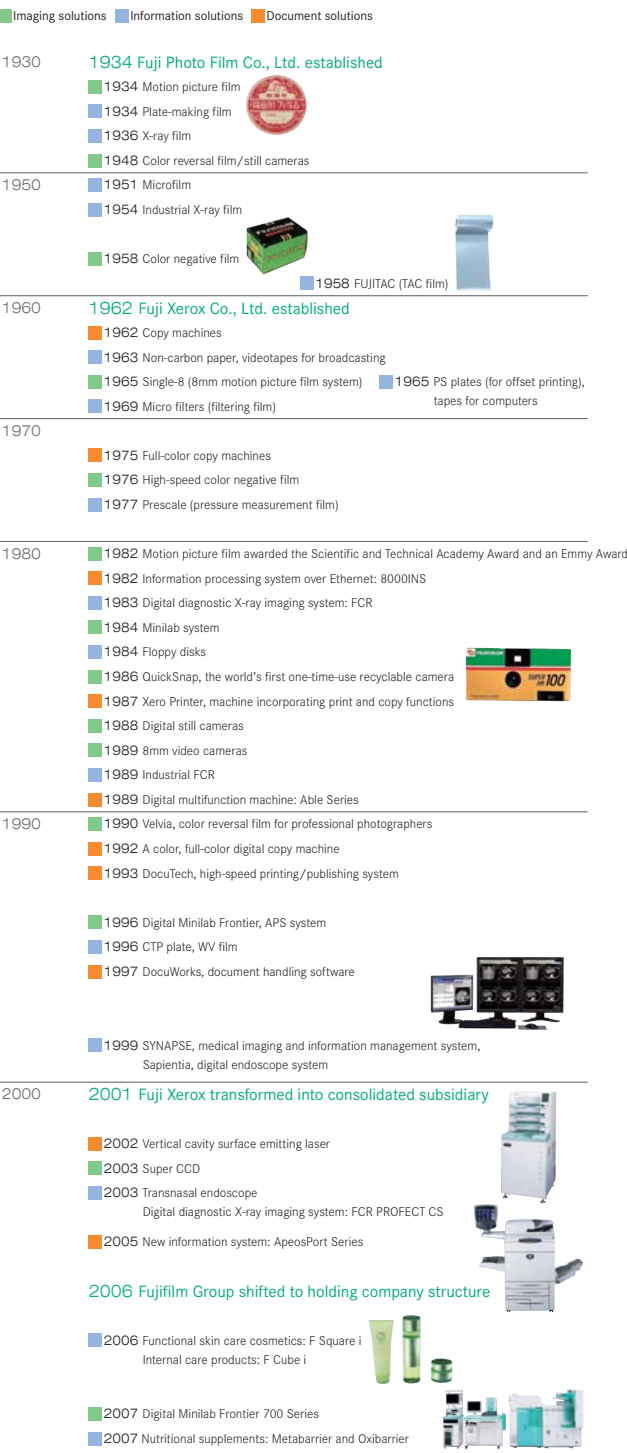 Imaging solutions Information solutions Document solutions
1930
1934 Fuji Photo Film Co., Ltd. established
1934 Motion picture film
1934 Plate-making film
1936 X-ray film
1948 Color reversal film/still cameras
1950
1951 Microfilm
1954 Industrial X-ray film
1958 Color negative film
1958 FUJITAC (TAC film)
1960
1962 Fuji Xerox Co., Ltd. established
1962 Copy machines
1963 Non-carbon paper, videotapes for broadcasting
1965 Single-8 (8mm motion picture film system)
1965 PS plates (for offset printing),
tapes for computers
1969 Micro filters (filtering film)
1970
1975 Full-color copy machines
1976 High-speed color negative film
1977 Prescale (pressure measurement film)
1980
1982 Motion picture film awarded the Scientific and Technical Academy Award and an Emmy Award
1982 Information processing system over Ethernet: 8000INS
1983 Digital diagnostic X-ray imaging system: FCR
1984 Minilab system
1984 Floppy disks
1986 QuickSnap, the world's first one-time-use recyclable camera
FUJICOLOR
SUPER
HR 100
1987 Xero Printer, machine incorporating print and copy functions
1988 Digital still cameras
1989 8mm video cameras
1989 Industrial FCR
1989 Digital multifunction machine: Able Series
1990
1990 Velvia, color reversal film for professional photographers
1992 A color, full-color digital copy machine
1993 DocuTech, high-speed printing/publishing system
1996 Digital Minilab Frontier, APS system
1996 CTP plate, WV film
1997 DocuWorks, document handling software
1999 SYNAPSE, medical imaging and information management system,
Sapientia, digital endoscope system
2000
2001 Fuji Xerox transformed into consolidated subsidiary
2002 Vertical cavity surface emitting laser
2003 Super CCD
2003 Transnasal endoscope
Digital diagnostic X-ray imaging system: FCR PROFECT CS
2005 New information system: ApeosPort Series
2006 Fujifilm Group shifted to holding company structure
2006 Functional skin care cosmetics: F Square i
Internal care products: F Cube i
2007 Digital Minilab Frontier 700 Series
2007 Nutritional supplements: Metabarrier and Oxibarrier